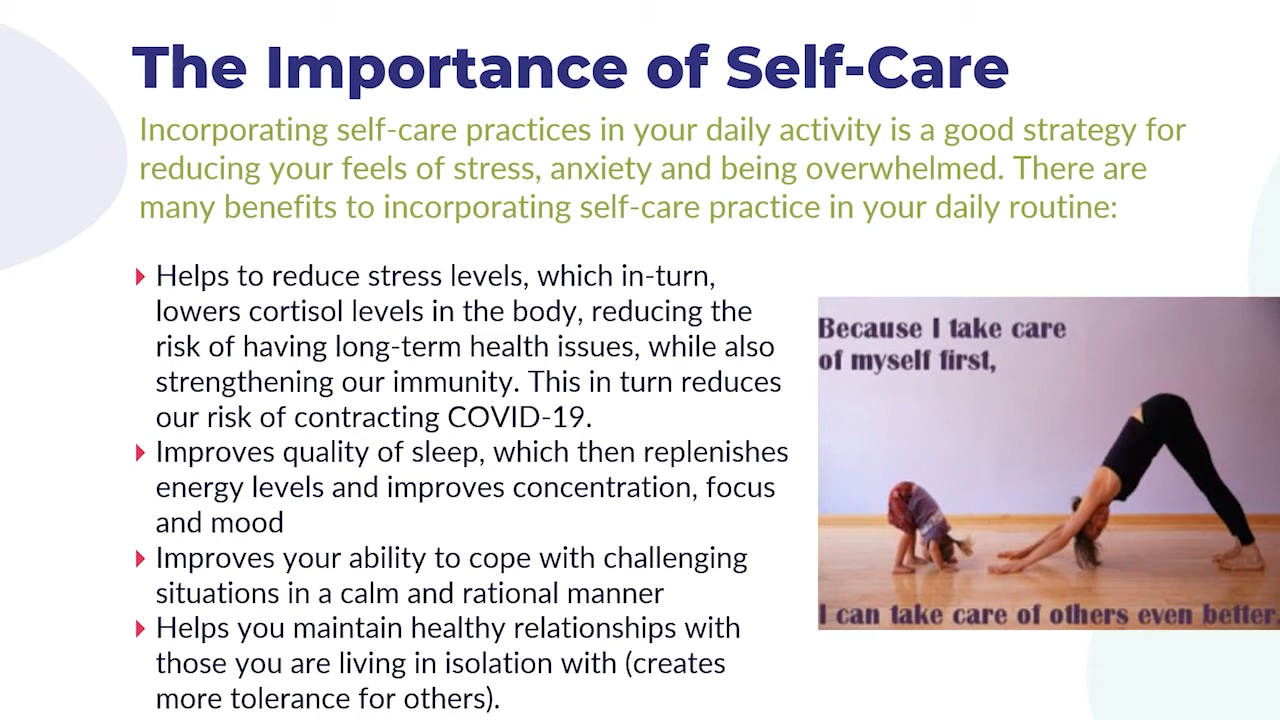 The Importance of Self-Care
Incorporating self-care practices in your daily activity is a good strategy for
reducing your feels of stress, anxiety and being overwhelmed. There are
many benefits to incorporating self-care practice in your daily routine:
Helps to reduce stress levels, which in-turn,
lowers cortisol levels in the body, reducing the
risk of having long-term health issues, while also
strengthening our immunity. This in turn reduces
our risk of contracting COVID-19.
Improves quality of sleep, which then replenishes
energy levels and improves concentration, focus
and mood
Improves your ability to cope with challenging
situations in a calm and rational manner
Helps you maintain healthy relationships with
those you are living in isolation with (creates
more tolerance for others).
Because I take care
of myself first,
I can take care of others even better.